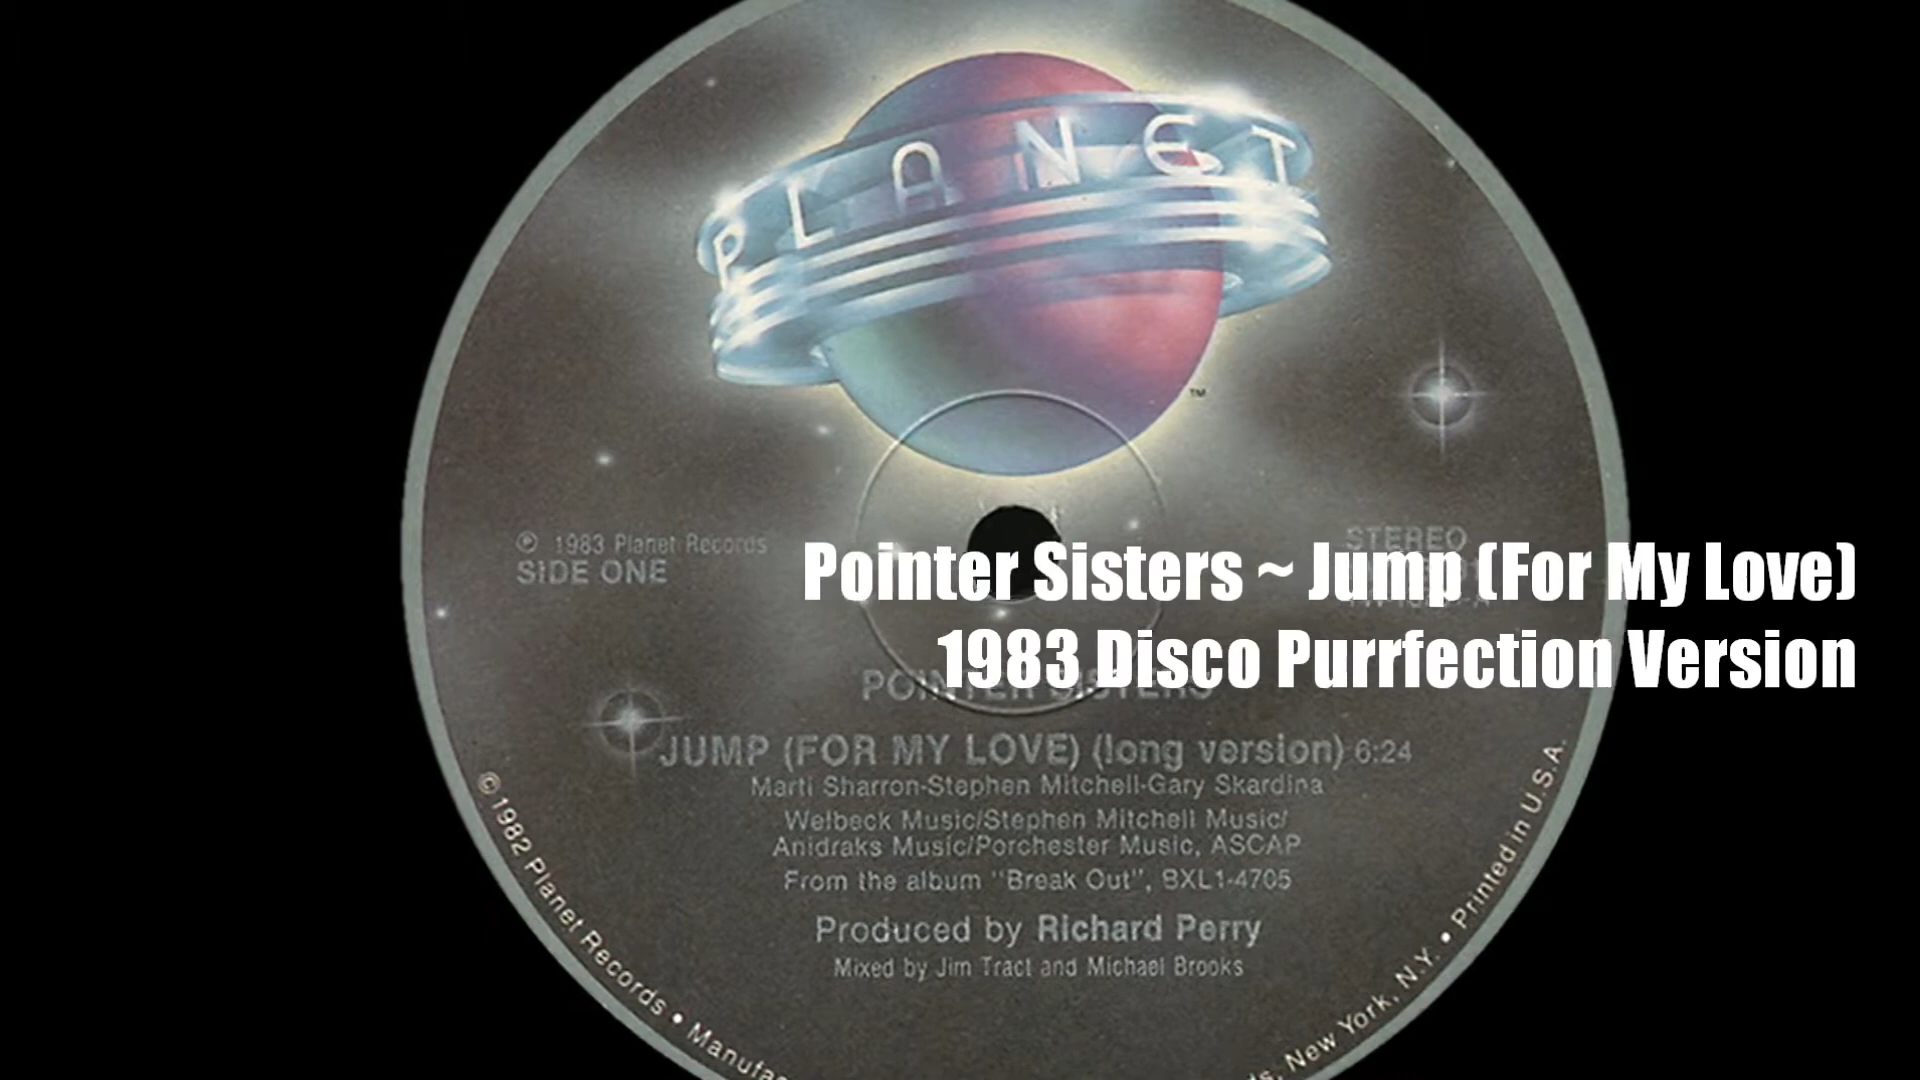 PLANET
™
℗ 1983 Planet Records
SIDE ONE
STEREO
Pointer Sisters ~ Jump (For My Love)
1983 Disco Purrfection Version
POINTER SISTERS
JUMP (FOR MY LOVE) (long version) 6:24
Marti Sharron-Stephen Mitchell-Gary Skardina
Welbeck Music/Stephen Mitchell Music/
Anidraks Music/Porchester Music, ASCAP
From the album "Break Out", BXL1-4705
Produced by Richard Perry
Mixed by Jim Tract and Michael Brooks
© 1982 Planet Records •
New York, N.Y. • Printed in U.S.A.